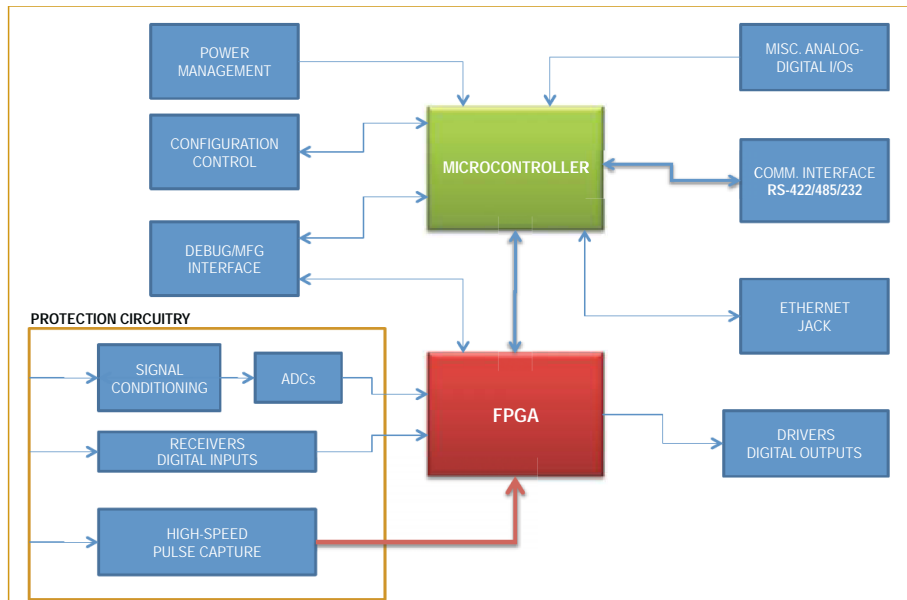 POWER
MANAGEMENT
MISC. ANALOG-
DIGITAL I/Os
CONFIGURATION
CONTROL
MICROCONTROLLER
COMM. INTERFACE
RS-422/485/232
DEBUG/MFG
INTERFACE
ETHERNET
JACK
PROTECTION CIRCUITRY
SIGNAL
CONDITIONING
ADCs
FPGA
RECEIVERS
DIGITAL INPUTS
DRIVERS
DIGITAL OUTPUTS
HIGH-SPEED
PULSE CAPTURE